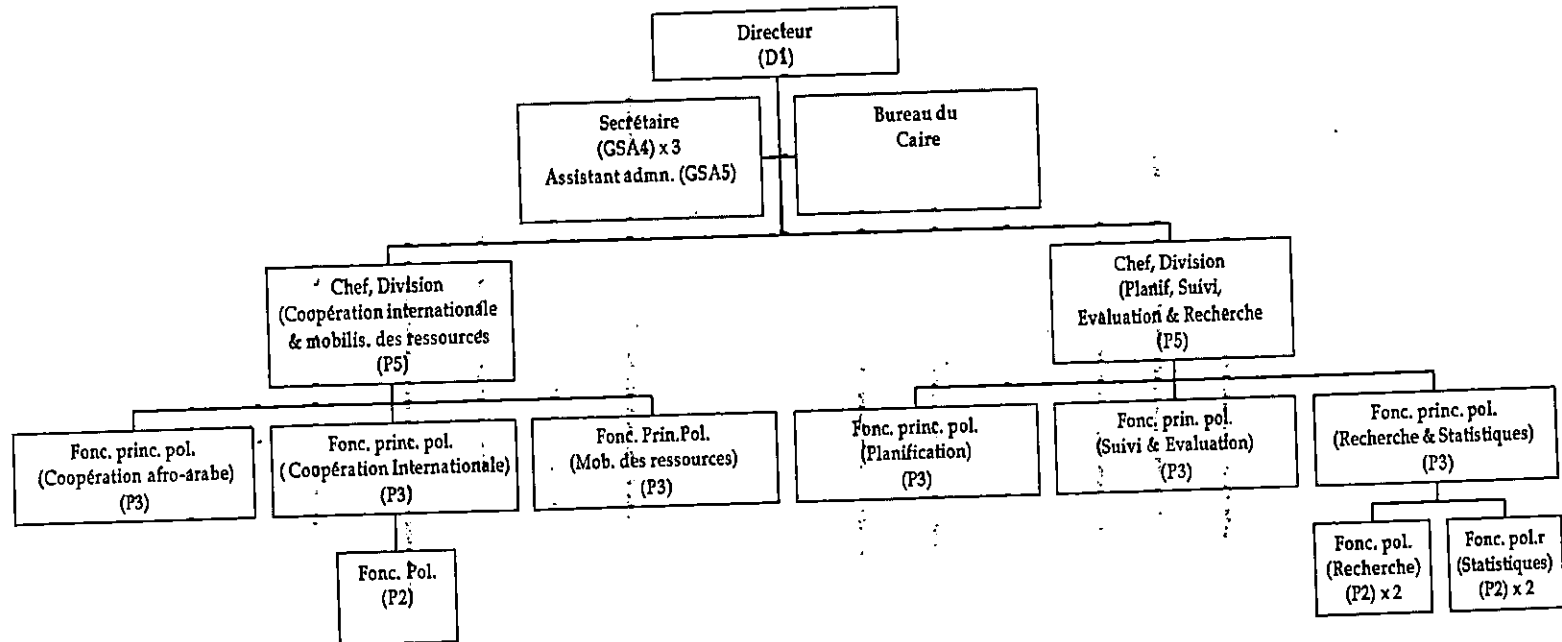 Directeur
(D1)
Secrétaire
(GSA4) x 3
Assistant admn. (GSA5)
Bureau du
Caire
Chef, Division
(Coopération internationale
& mobilis. des ressources
(P5)
Chef, Division
(Planif, Suivi,
Evaluation & Recherche
(P5)
Fonc. princ. pol.
(Coopération afro-arabe)
(P3)
Fonc. princ. pol.
( Coopération Internationale)
(P3)
Fonc. Prin.Pol.
(Mob. des ressources)
(P3)
Fonc. princ. pol.
(Planification)
(P3)
Fonc. prin. pol.
(Suivi & Evaluation)
(P3)
Fonc. princ. pol.
(Recherche & Statistiques)
(P3)
Fonc. Pol.
(P2)
Fonc. pol.
(Recherche)
(P2) x 2
Fonc. pol.r
(Statistiques)
(P2) x 2